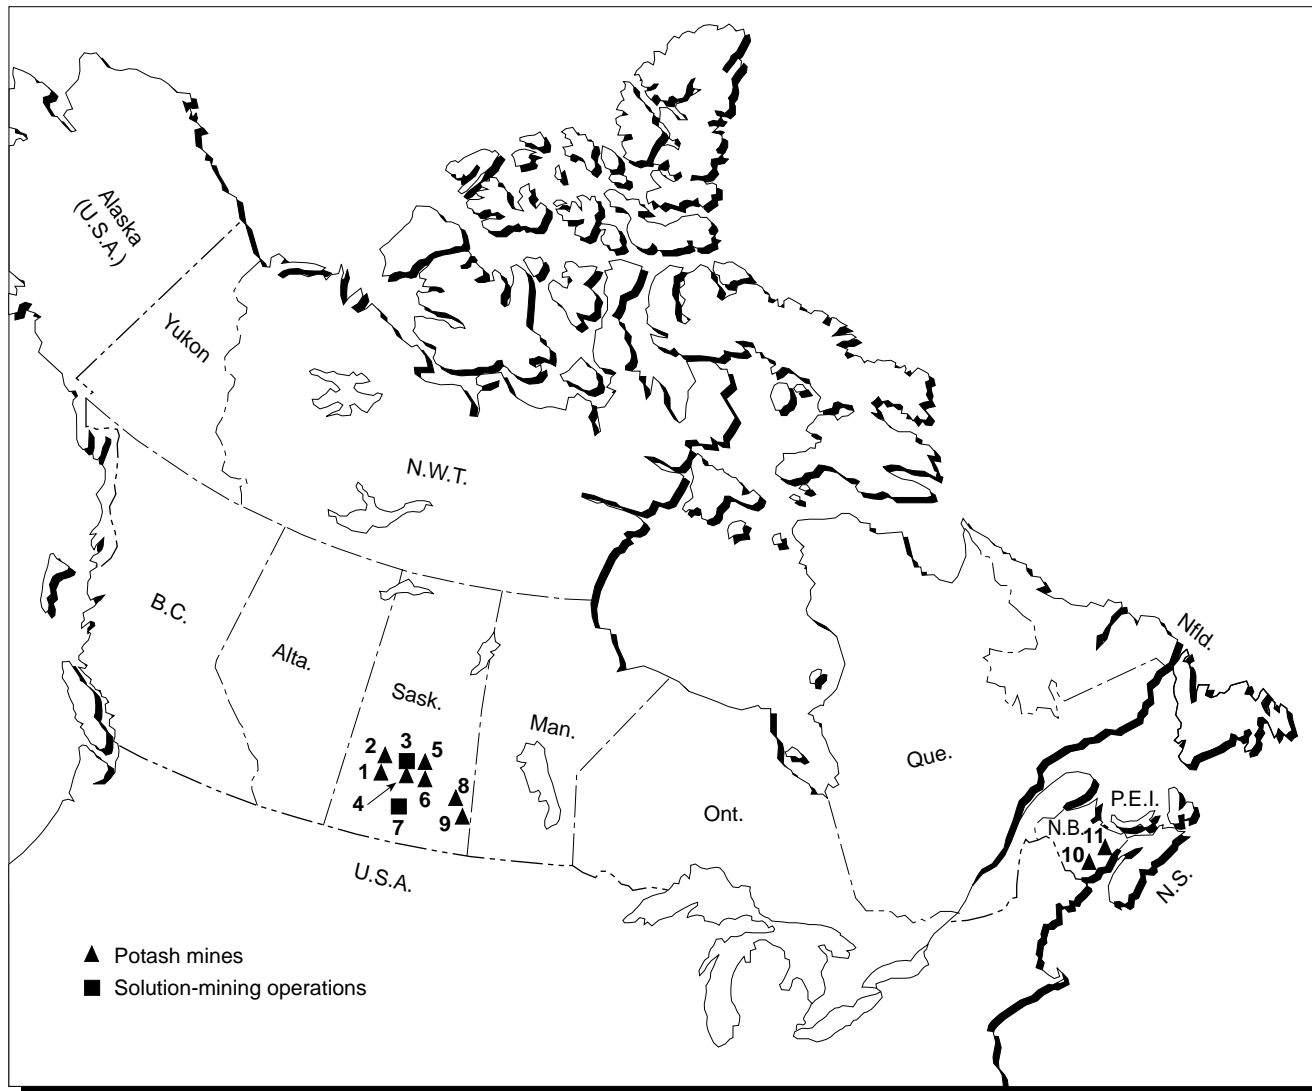 Alaska
(U.S.A.)
Yukon
N.W.T.
B.C.
Alta.
Sask.
Man.
Nfld.
Que.
Ont.
P.E.I.
N.B.
N.S.
2
3
5
1
4
6
7
8
9
11
10
U.S.A.
Potash mines
Solution-mining operations